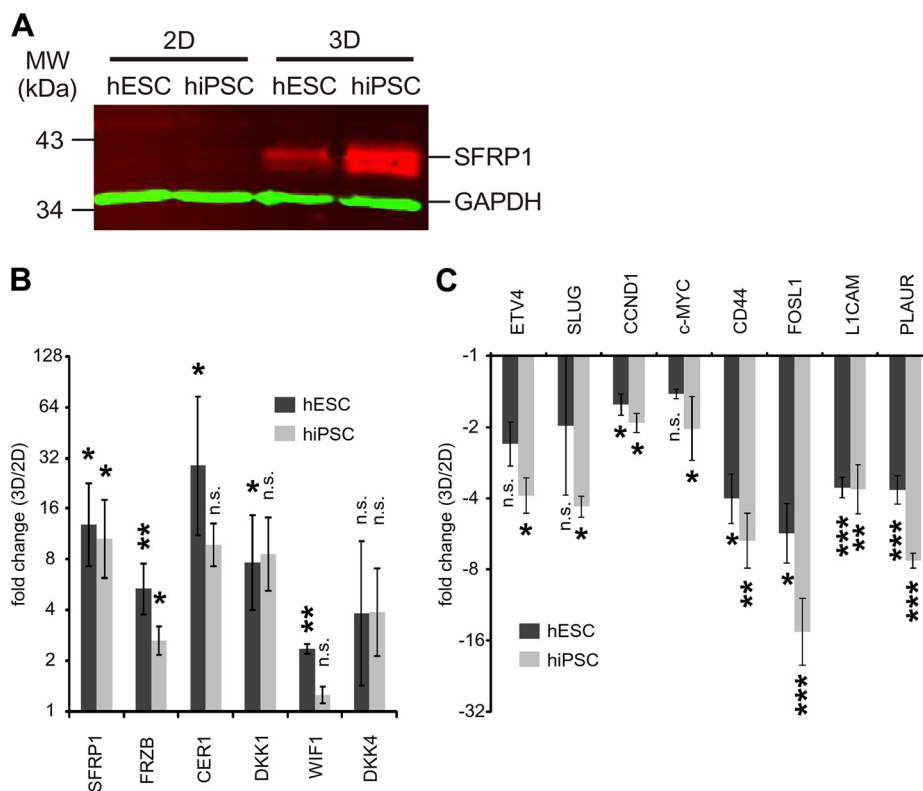 A
2D 3D
MW
(kDa)
hESC hiPSC hESC hiPSC
43
SFRP1
34
GAPDH
B
fold change (3D/2D)
128
64
32
16
8
4
2
1
hESC
hiPSC
* * ** * * n.s. * n.s. ** n.s. n.s. n.s.
SFRP1 FRZB CER1 DKK1 WIF1 DKK4
C
ETV4 SLUG CCND1 c-MYC CD44 FOSL1 L1CAM PLAUR
fold change (3D/2D)
-1
-2
-4
-8
-16
-32
n.s. * n.s. * * * n.s. * * ** * *** *** ** *** ***
hESC
hiPSC